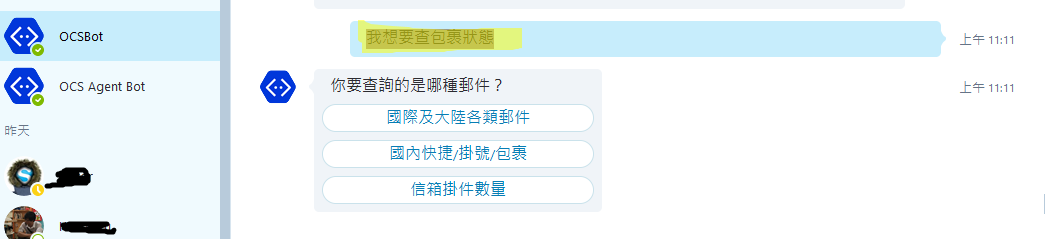 OCSBot
OCS Agent Bot
昨天
我想要查包裹狀態
上午 11:11
你要查詢的是哪種郵件？
上午 11:11
國際及大陸各類郵件
國內快捷/掛號/包裹
信箱掛件數量